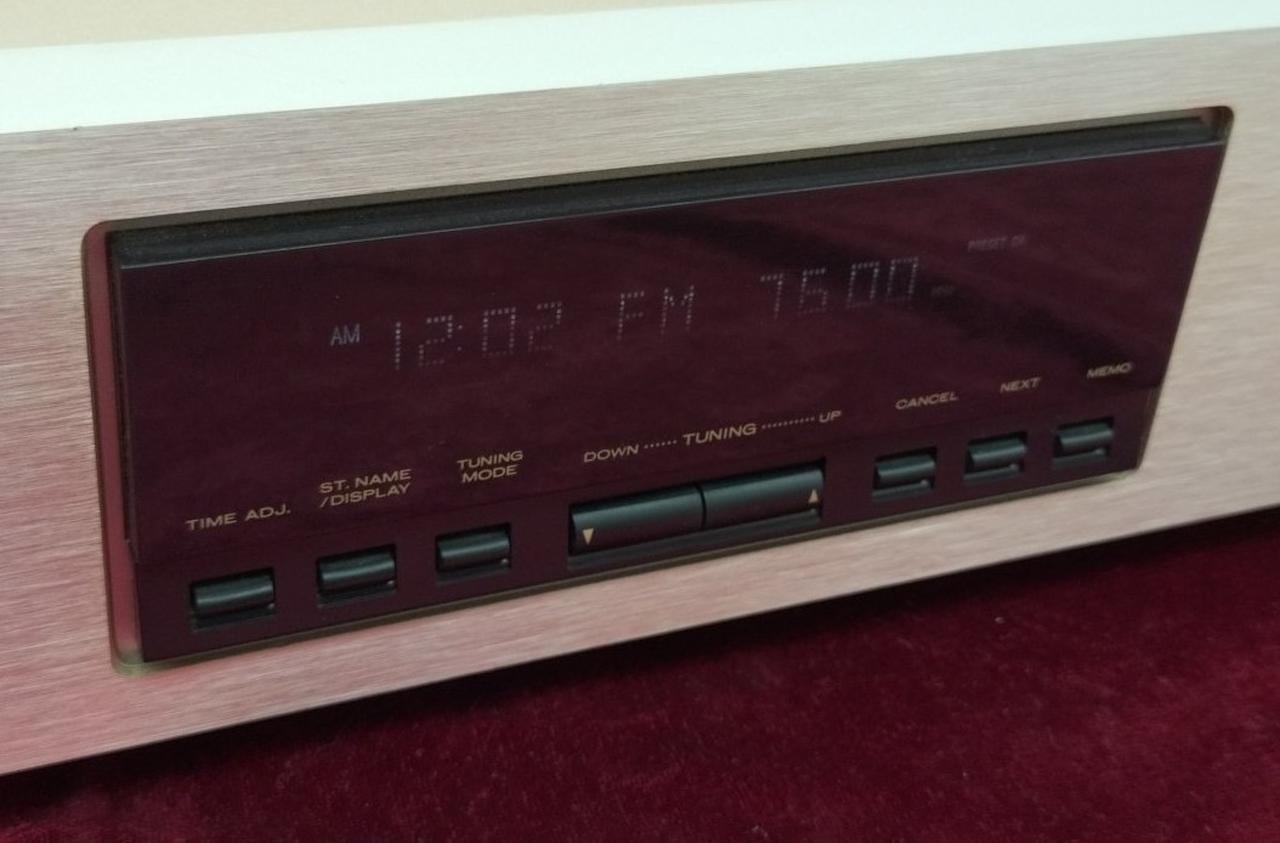 PRESET CH
AM 12:02 FM 76.00
TIME ADJ.
ST. NAME
/DISPLAY
TUNING
MODE
DOWN ······ TUNING ·········· UP
CANCEL
NEXT
MEMO